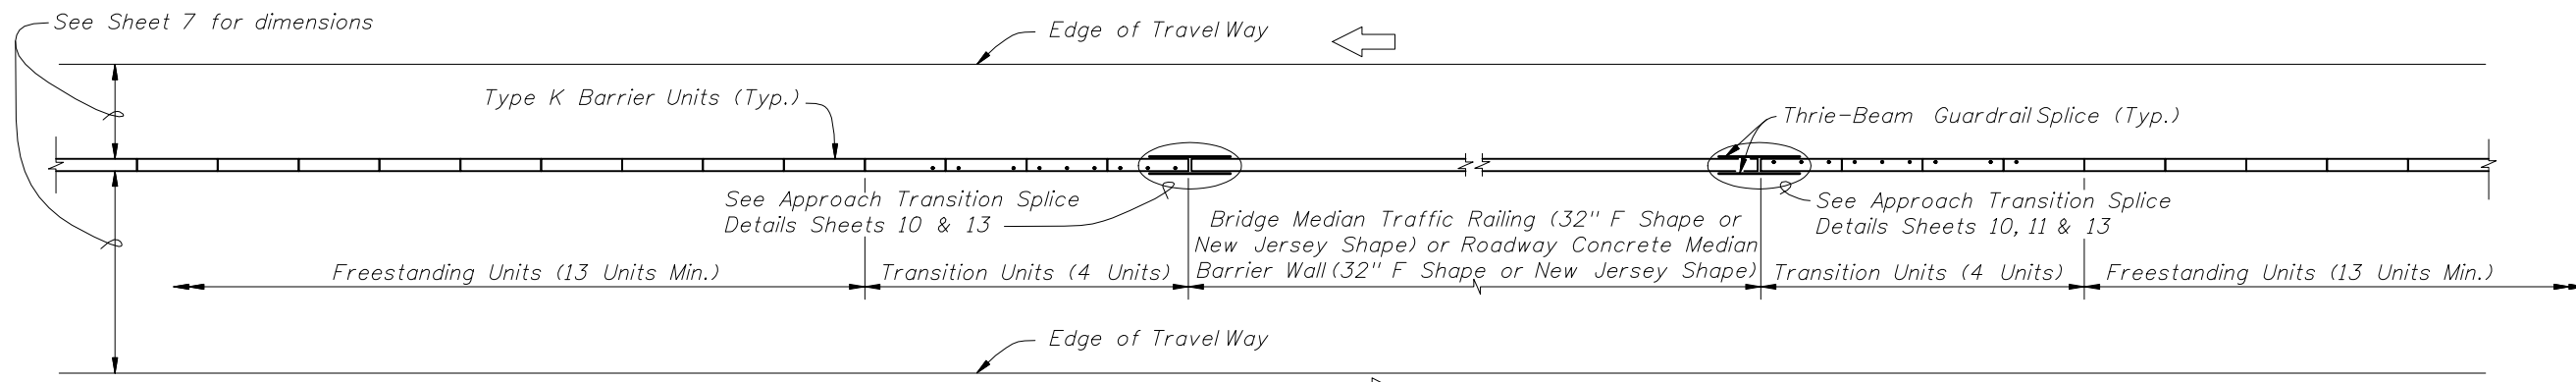 See Sheet 7 for dimensions
Edge of Travel Way
Type K Barrier Units (Typ.)
Thrie-Beam Guardrail Splice (Typ.)
See Approach Transition Splice
Details Sheets 10 & 13
See Approach Transition Splice
Details Sheets 10, 11 & 13
Bridge Median Traffic Railing (32" F Shape or
New Jersey Shape) or Roadway Concrete Median
Barrier Wall (32" F Shape or New Jersey Shape)
Freestanding Units (13 Units Min.)
Transition Units (4 Units)
Transition Units (4 Units)
Freestanding Units (13 Units Min.)
Edge of Travel Way